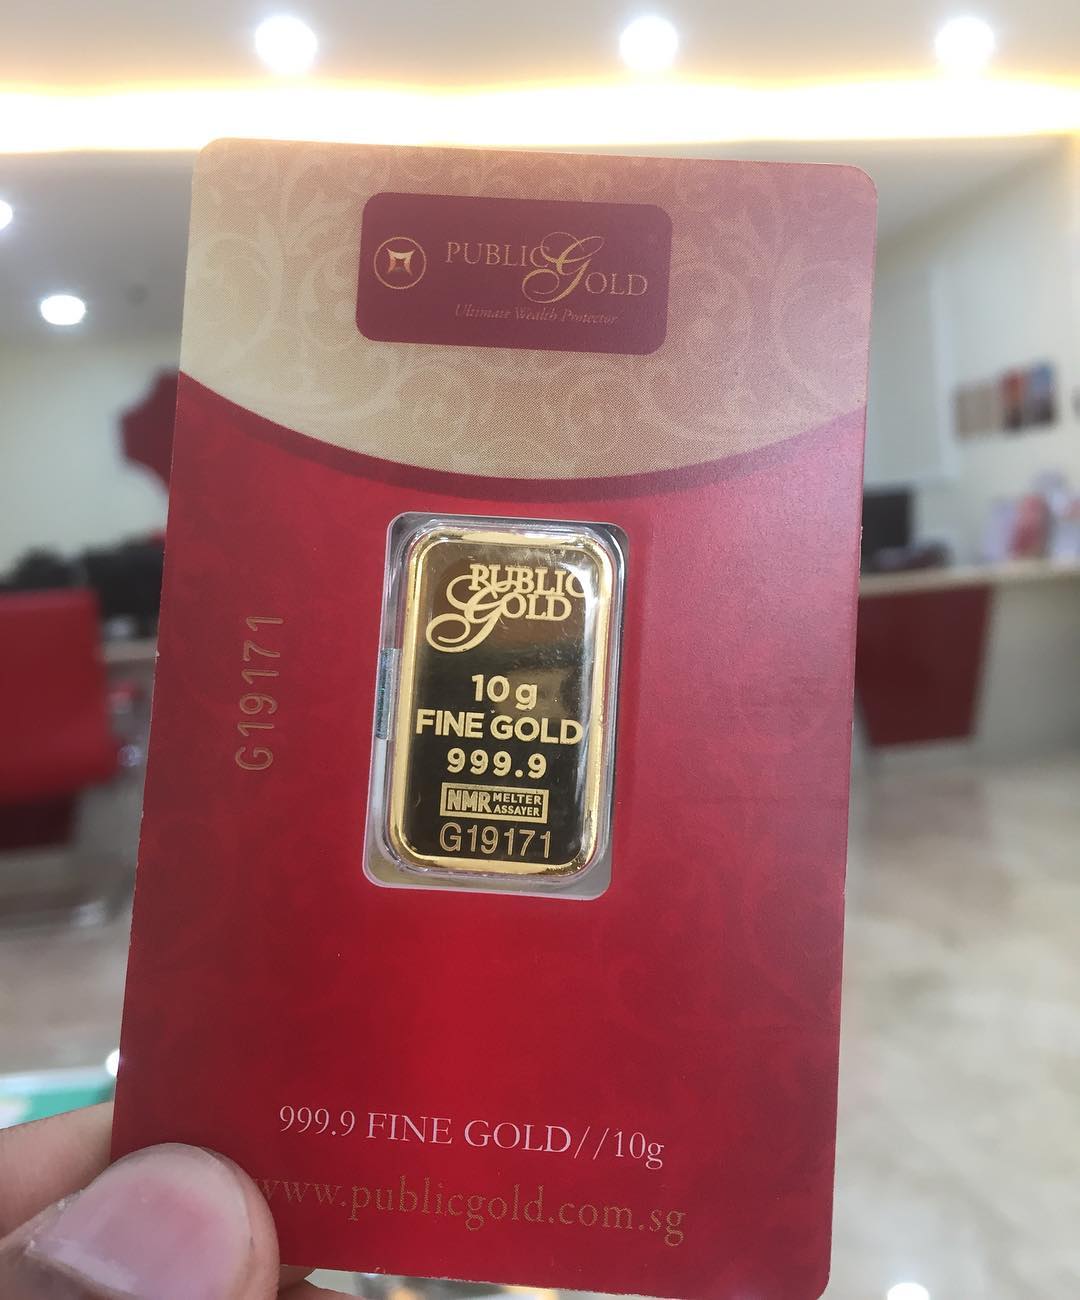 PUBLIC GOLD
Ultimate Wealth Protector
PUBLIC
GOLD
10g
FINE GOLD
999.9
NMR MELTER ASSAYER
G19171
G19171
999.9 FINE GOLD//10g
www.publicgold.com.sg